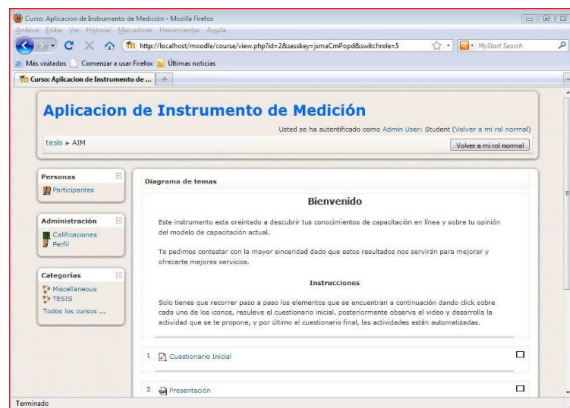 Curso: Aplicacion de Instrumento de Medición - Mozilla Firefox
Archivo Editar Ver Historial Marcadores Herramientas Ayuda
http://localhost/moodle/course/view.php?id=2&sesskey=jsmaCmPopd&switchrole=5
MyStart Search
Más visitados Comenzar a usar Firefox Últimas noticias
Curso: Aplicacion de Instrumento de ...
Aplicacion de Instrumento de Medición
Usted se ha autentificado como Admin User: Student (Volver a mi rol normal)
tesis ► AIM
Volver a mi rol normal
Personas
Participantes
Administración
Calificaciones
Perfil
Categorías
Miscellaneous
TESIS
Todos los cursos ...
Diagrama de temas
Bienvenido
Este instrumento esta oreintado a descubrir tus conocimientos de capacitación en línea y sobre tu opinión
del modelo de capacitación actual.
Te pedimos contestar con la mayor sinceridad dado que estos resultados nos servirán para mejorar y
ofrecerte mejores servicios.
Instrucciones
Solo tienes que recorrer paso a paso los elementos que se encuentran a continuación dando click sobre
cada uno de los iconos, resuleve el cuestionario inicial, posteriormente observa el video y desarrolla la
actividad que se te propone, y por último el cuestionario final, las actividades están automatizadas.
1 Cuestionario Inicial
2 Presentación
Terminado